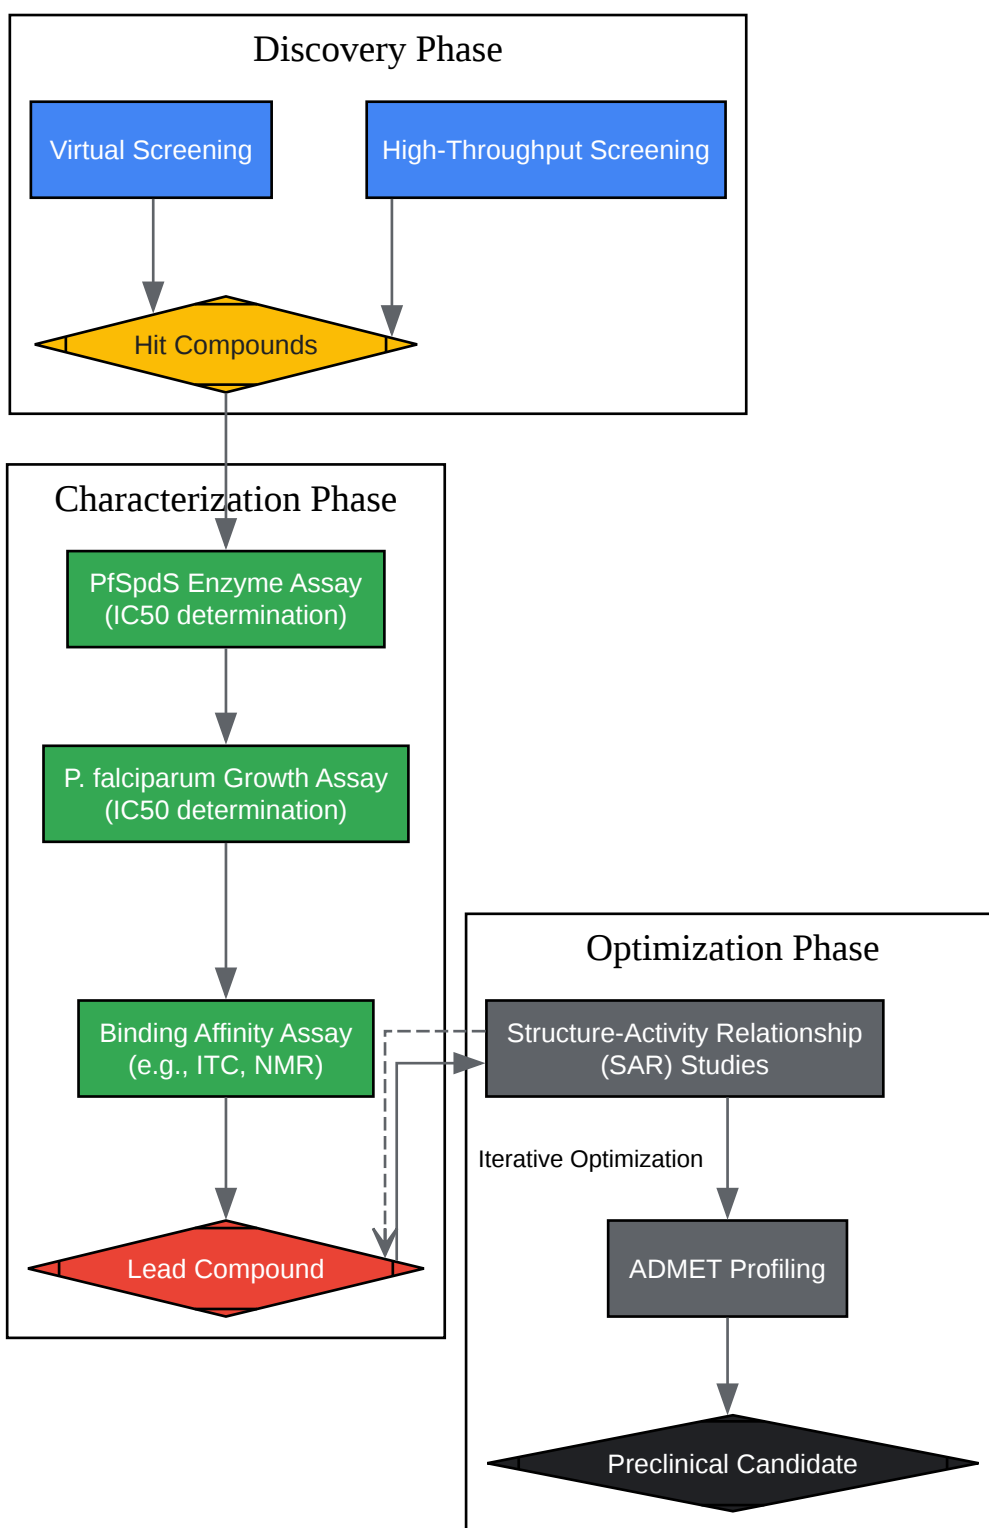 Discovery Phase
Virtual Screening
High-Throughput Screening
Hit Compounds
Characterization Phase
PfSpdS Enzyme Assay
(IC50 determination)
P. falciparum Growth Assay
(IC50 determination)
Binding Affinity Assay
(e.g., ITC, NMR)
Lead Compound
Optimization Phase
Structure-Activity Relationship
(SAR) Studies
Iterative Optimization
ADMET Profiling
Preclinical Candidate